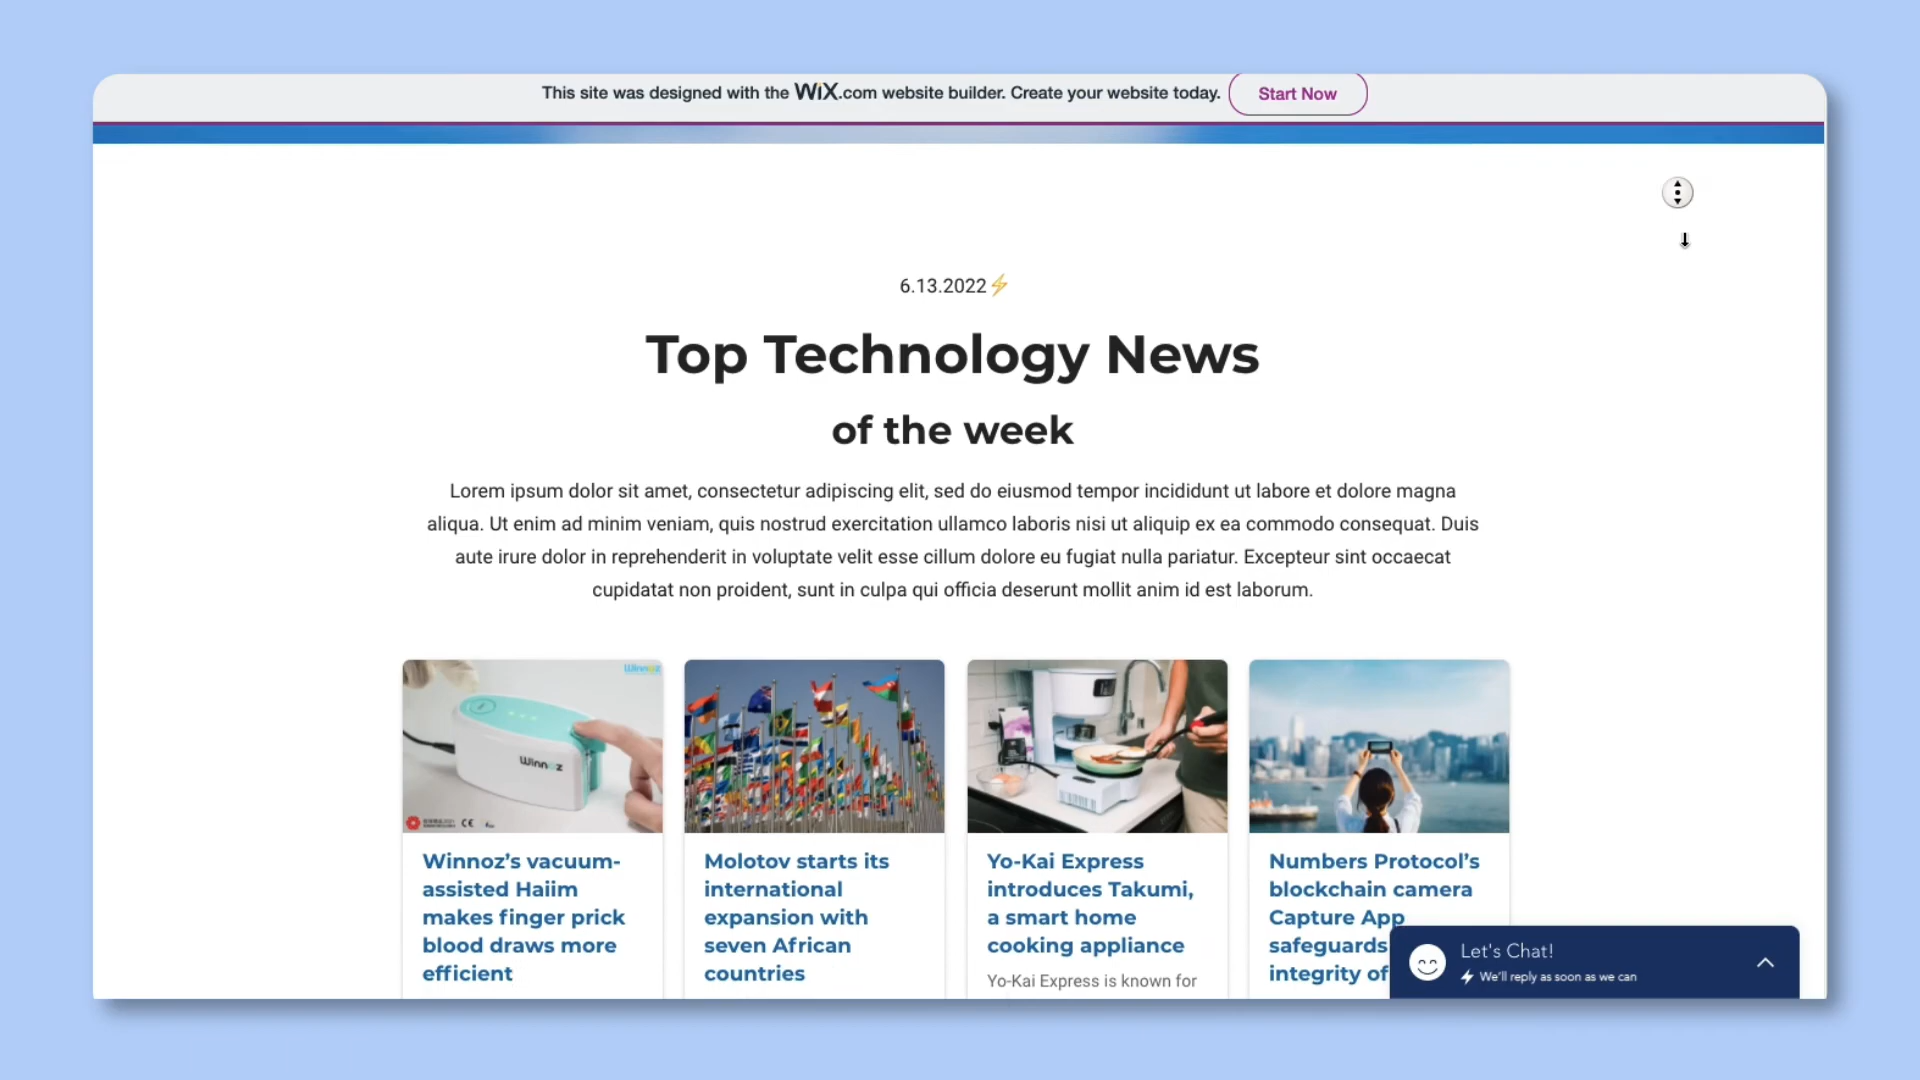 This site was designed with the WiX.com website builder. Create your website today. Start Now
6.13.2022⚡
Top Technology News
of the week
Lorem ipsum dolor sit amet, consectetur adipiscing elit, sed do eiusmod tempor incididunt ut labore et dolore magna
aliqua. Ut enim ad minim veniam, quis nostrud exercitation ullamco laboris nisi ut aliquip ex ea commodo consequat. Duis
aute irure dolor in reprehenderit in voluptate velit esse cillum dolore eu fugiat nulla pariatur. Excepteur sint occaecat
cupidatat non proident, sunt in culpa qui officia deserunt mollit anim id est laborum.
Winnoz
Winnoz
CE
Winnoz’s vacuum-
assisted Haiim
makes finger prick
blood draws more
efficient
Molotov starts its
international
expansion with
seven African
countries
Yo-Kai Express
introduces Takumi,
a smart home
cooking appliance
Yo-Kai Express is known for
Numbers Protocol’s
blockchain camera
Capture App
safeguards
integrity of
Let's Chat!
We'll reply as soon as we can